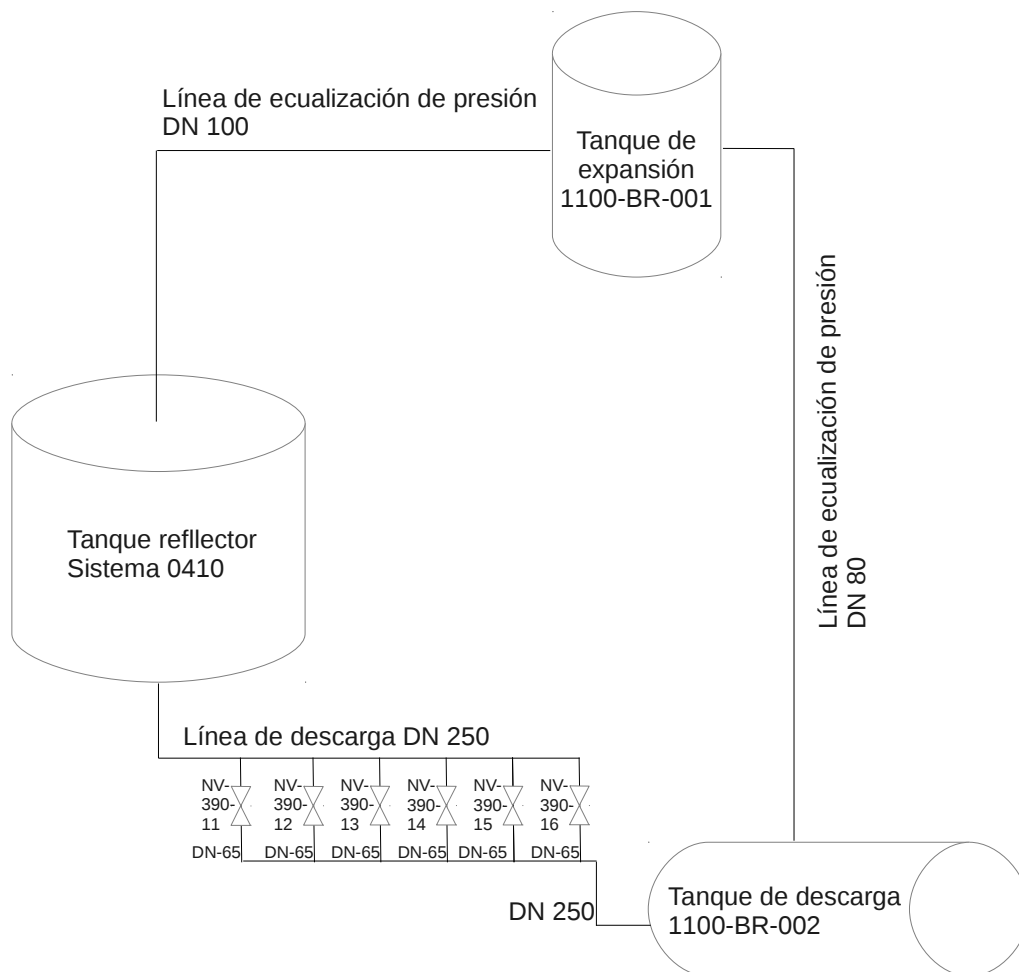 Línea de ecualización de presión
DN 100
Tanque de
expansión
1100-BR-001
Línea de ecualización de presión
DN 80
Tanque refllector
Sistema 0410
Línea de descarga DN 250
NV-
390-
11
NV-
390-
12
NV-
390-
13
NV-
390-
14
NV-
390-
15
NV-
390-
16
DN-65
DN-65
DN-65
DN-65
DN-65
DN-65
DN 250
Tanque de descarga
1100-BR-002